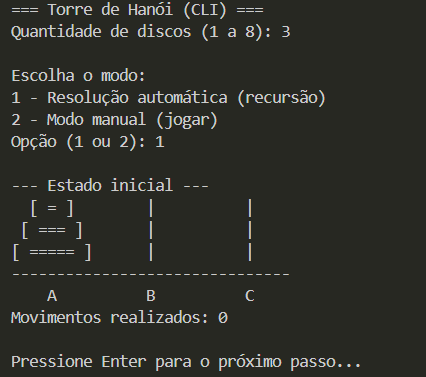 === Torre de Hanói (CLI) ===
Quantidade de discos (1 a 8): 3

Escolha o modo:
1 - Resolução automática (recursão)
2 - Modo manual (jogar)
Opção (1 ou 2): 1

--- Estado inicial ---
  [ = ]        |          |
 [ === ]       |          |
[ ===== ]      |          |
-------------------------------
    A          B          C
Movimentos realizados: 0

Pressione Enter para o próximo passo...